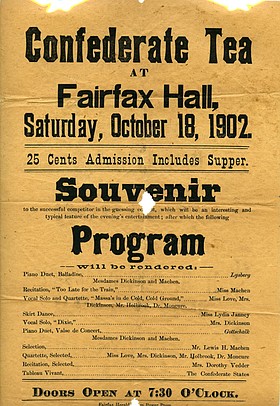 Confederate Tea
AT
Fairfax Hall,
Saturday, October 18, 1902.
25 Cents Admission Includes Supper.
Souvenir
to the successful competitor in the guessing which will be an interesting and
typical feature of the evening's entertainment; after which the following
Program
will be rendered:
Piano Duet, Balladine, Lysberg
Mesdames Dickinson and Machen.
Recitation, "Too Late for the Train," Miss Machen
Vocal Solo and Quartette, "Massa's in de Cold, Cold Ground," Miss Love, Mrs.
Dickinson, Mr. Holbrook, Dr. Moncure.
Skirt Dance, Miss Lydia Janney
Vocal Solo, "Dixie," Mrs. Dickinson
Piano Duet, Valse de Concert, Gottschalk
Mesdames Dickinson and Machen.
Selection, Mr. Lewis H. Machen
Quartette, Selected, Miss Love, Mrs. Dickinson, Mr. Holbrook, Dr. Moncure
Recitation, Selected, Mrs. Dorothy Vedder
Tableau Vivant, The Confederate States
DOORS OPEN AT 7:30 O'CLOCK.
Fairfax Herald